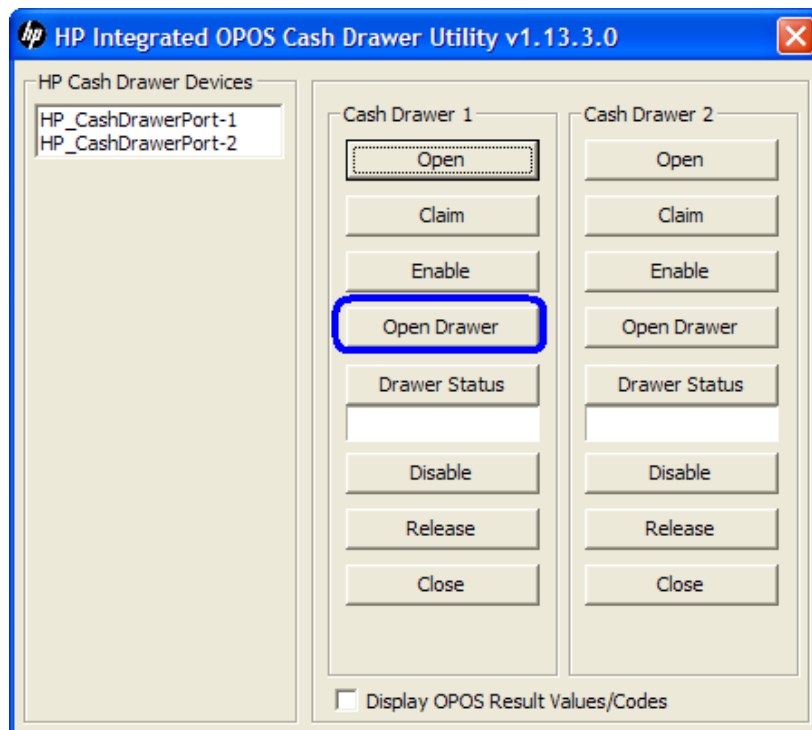 hp HP Integrated OPOS Cash Drawer Utility v1.13.3.0
HP Cash Drawer Devices
HP_CashDrawerPort-1
HP_CashDrawerPort-2
Cash Drawer 1
Open
Claim
Enable
Open Drawer
Drawer Status
Disable
Release
Close
Cash Drawer 2
Open
Claim
Enable
Open Drawer
Drawer Status
Disable
Release
Close
Display OPOS Result Values/Codes